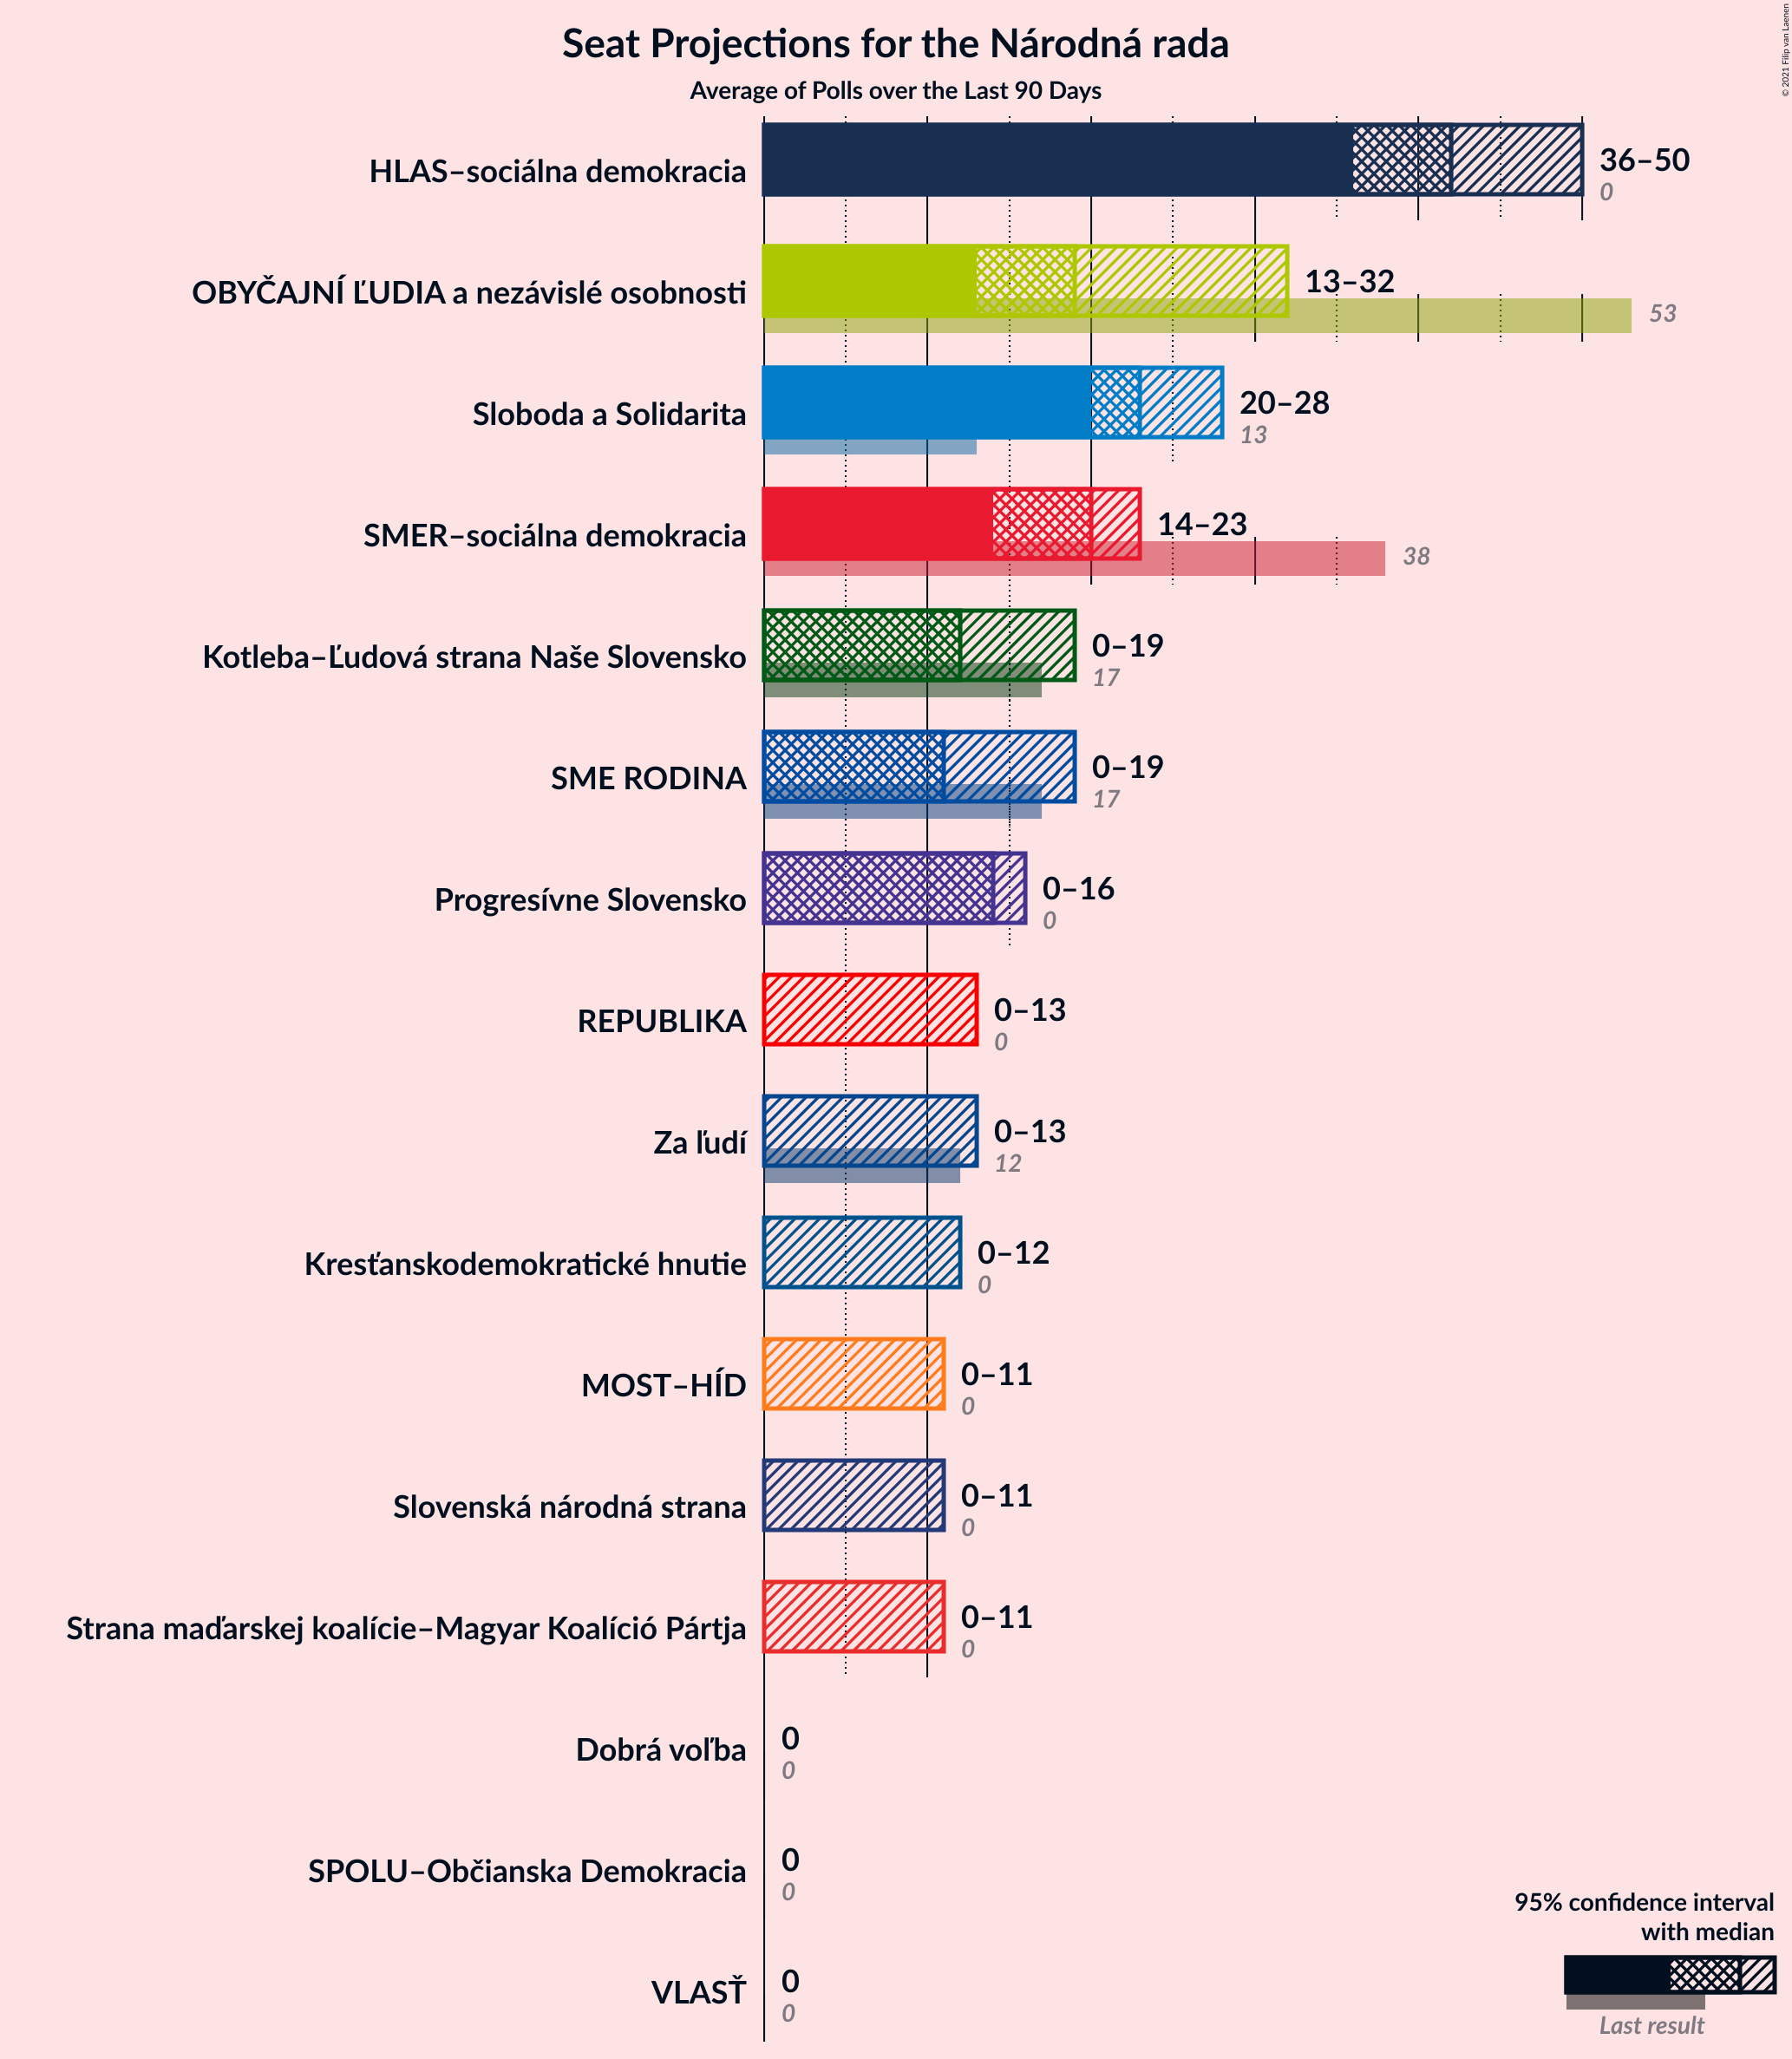 Seat Projections for the Národná rada
Average of Polls over the Last 90 Days
© 2021 Filip van Laenen
HLAS–sociálna demokracia
36–50
0
OBYČAJNÍ ĽUDIA a nezávislé osobnosti
13–32
53
Sloboda a Solidarita
20–28
13
SMER–sociálna demokracia
14–23
38
Kotleba–Ľudová strana Naše Slovensko
0–19
17
SME RODINA
0–19
17
Progresívne Slovensko
0–16
0
REPUBLIKA
0–13
0
Za ľudí
0–13
12
Kresťanskodemokratické hnutie
0–12
0
MOST–HÍD
0–11
0
Slovenská národná strana
0–11
0
Strana maďarskej koalície–Magyar Koalíció Pártja
0–11
0
Dobrá voľba
0
0
SPOLU–Občianska Demokracia
0
0
VLASŤ
0
0
95% confidence interval
with median
Last result